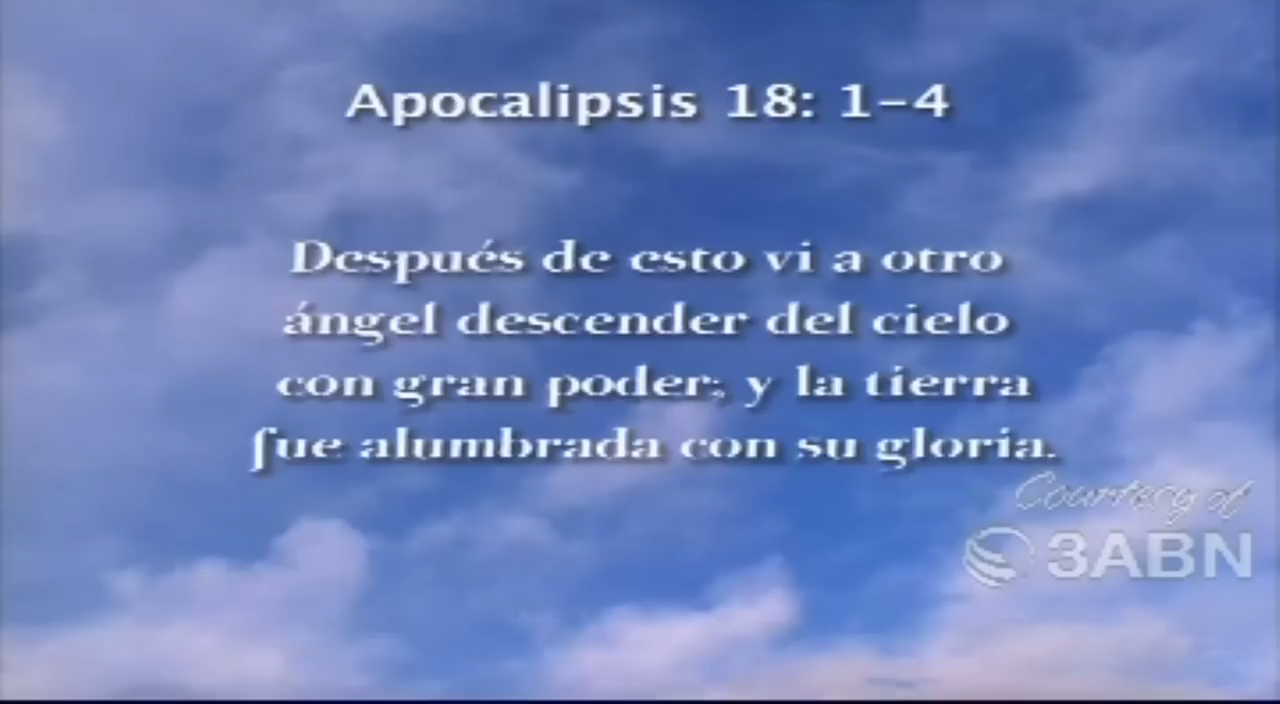 Apocalipsis 18: 1-4
Después de esto vi a otro
ángel descender del cielo
con gran poder; y la tierra
fue alumbrada con su gloria.
Courtesy of
3ABN